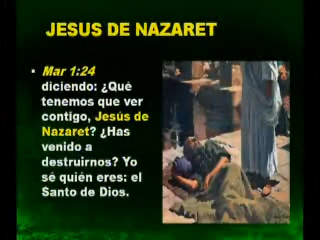 JESUS DE NAZARET
• Mar 1:24
diciendo: ¿Qué
tenemos que ver
contigo, Jesús de
Nazaret? ¿Has
venido a
destruirnos? Yo
sé quién eres: el
Santo de Dios.